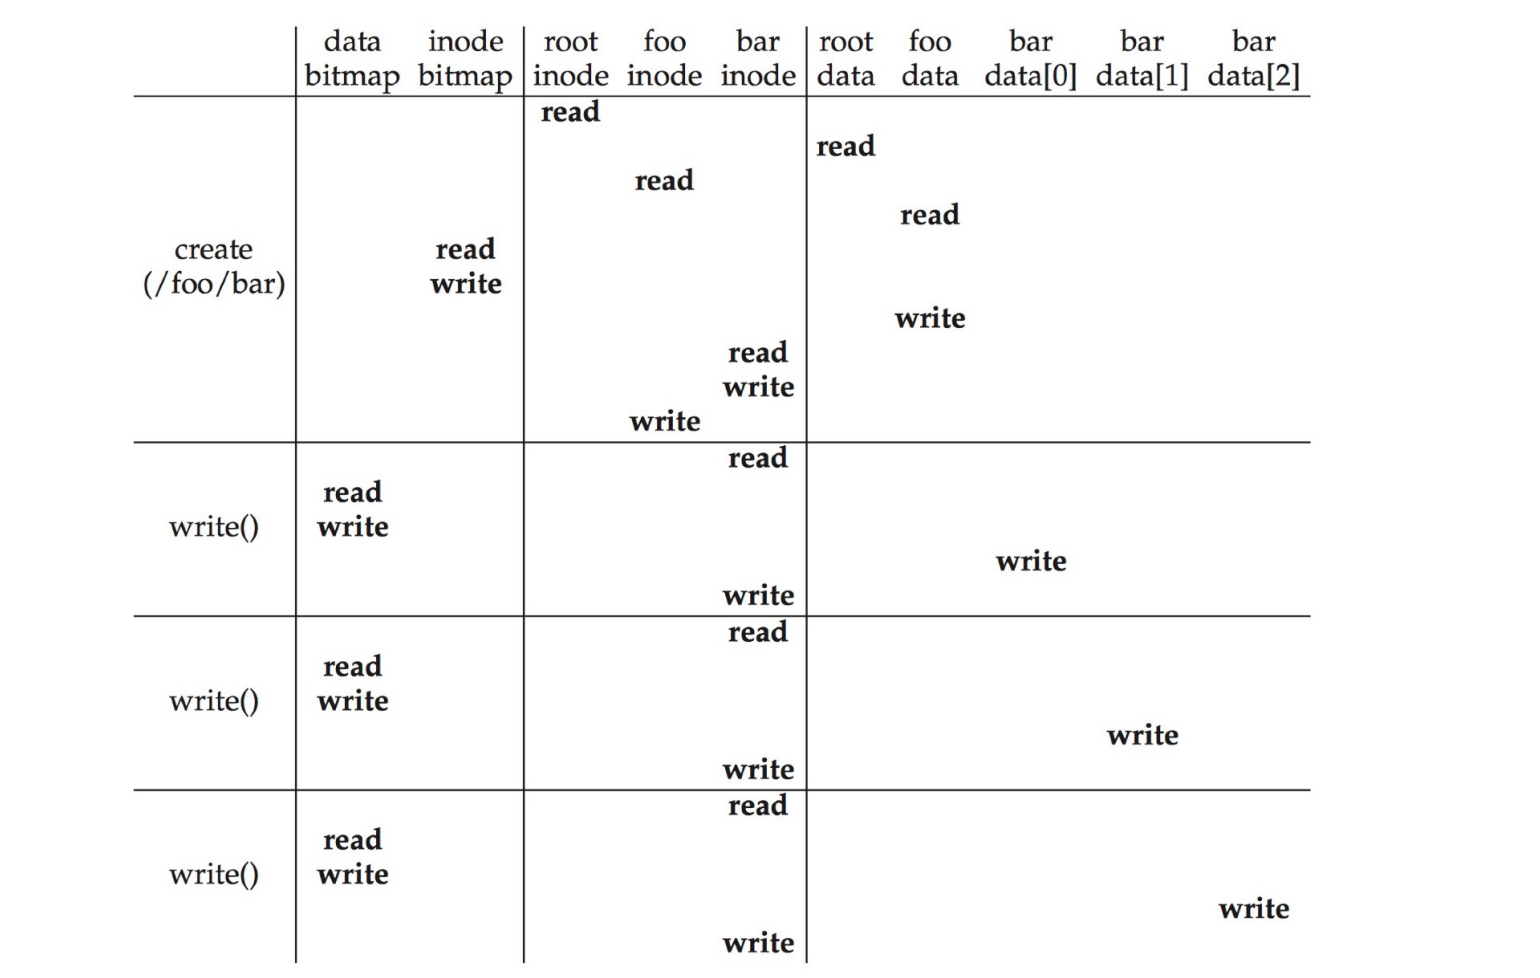 data inode root foo bar root foo bar bar bar
bitmap bitmap inode inode inode data data data[0] data[1] data[2]
read
read
read
read
create read
(/foo/bar) write
write
read
write
write
read
read
write() write
write
write
read
read
write() write
write
write
read
read
write() write
write
write